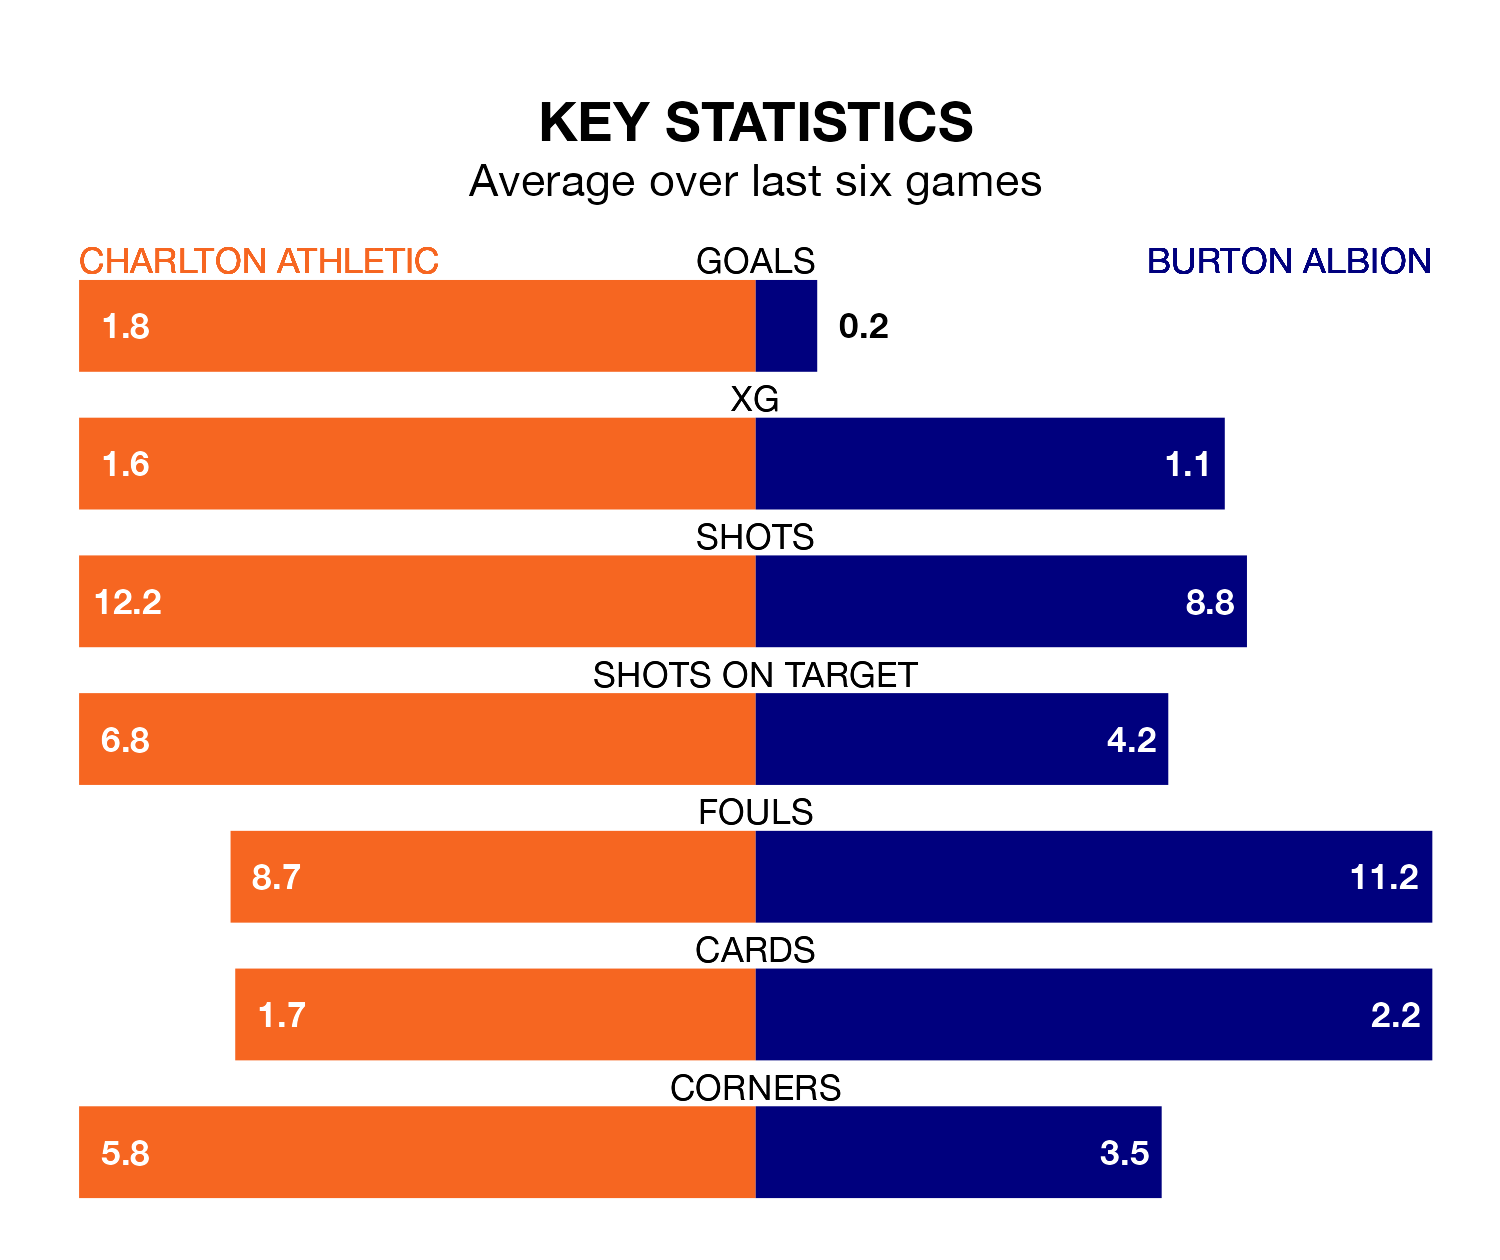 KEY STATISTICS
Average over last six games
CHARLTON ATHLETIC GOALS BURTON ALBION
1.8 0.2
XG
1.6 1.1
SHOTS
12.2 8.8
SHOTS ON TARGET
6.8 4.2
FOULS
8.7 11.2
CARDS
1.7 2.2
CORNERS
5.8 3.5